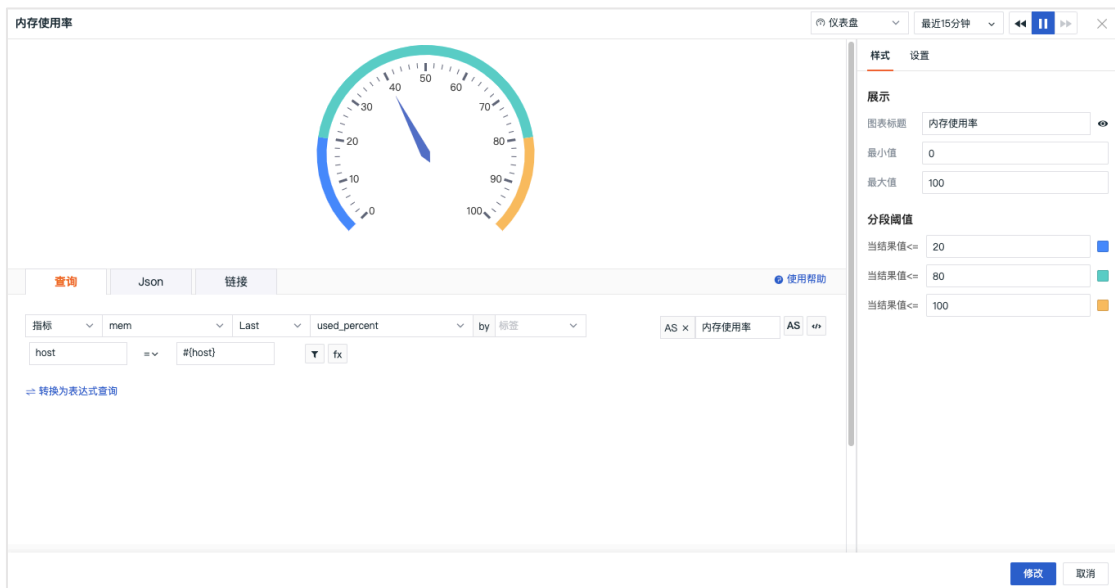 内存使用率
仪表盘
最近15分钟
50
40
60
30
70
20
80
10
90
0
100
查询
Json
链接
使用帮助
指标
mem
Last
used_percent
by
标签
AS ×
内存使用率
AS
</>
host
=
#{host}
fx
转换为表达式查询
样式
设置
展示
图表标题
内存使用率
最小值
0
最大值
100
分段阈值
当结果值<=
20
当结果值<=
80
当结果值<=
100
修改
取消